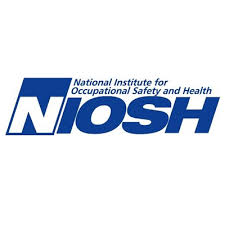 National Institute for
Occupational Safety and Health
NIOSH